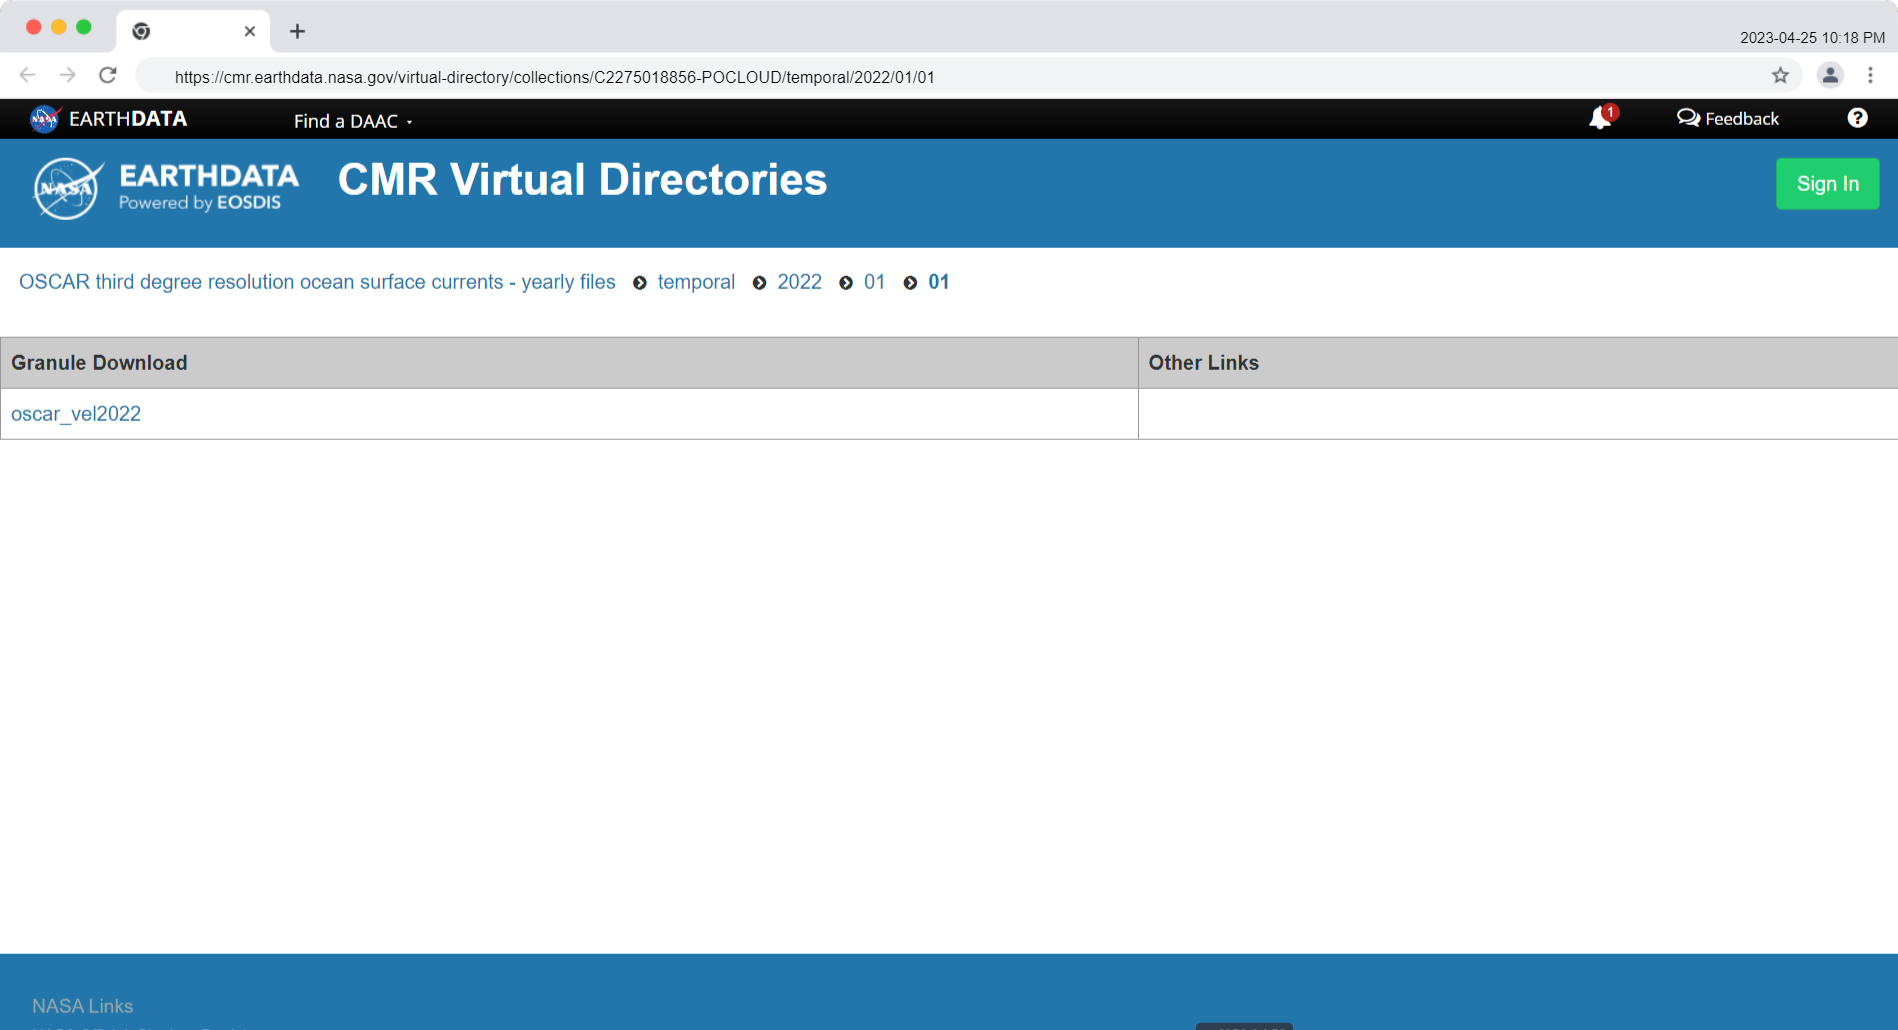 2023-04-25 10:18 PM
https://cmr.earthdata.nasa.gov/virtual-directory/collections/C2275018856-POCLOUD/temporal/2022/01/01
NASA EARTHDATA Find a DAAC 1 Feedback ?
NASA EARTHDATA
Powered by EOSDIS
CMR Virtual Directories
Sign In
OSCAR third degree resolution ocean surface currents - yearly files temporal 2022 01 01
Granule Download Other Links
oscar_vel2022
NASA Links